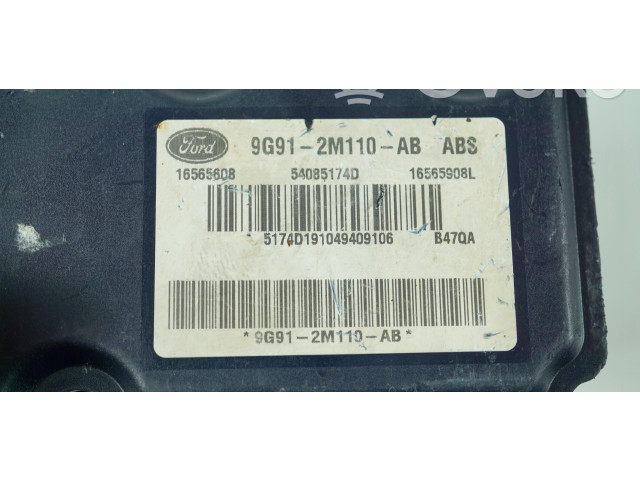 Ford 9G91-2M110-AB ABS
16565608 54085174D 16565908L
5174D191049409106 B47QA
*9G91-2M110-AB*